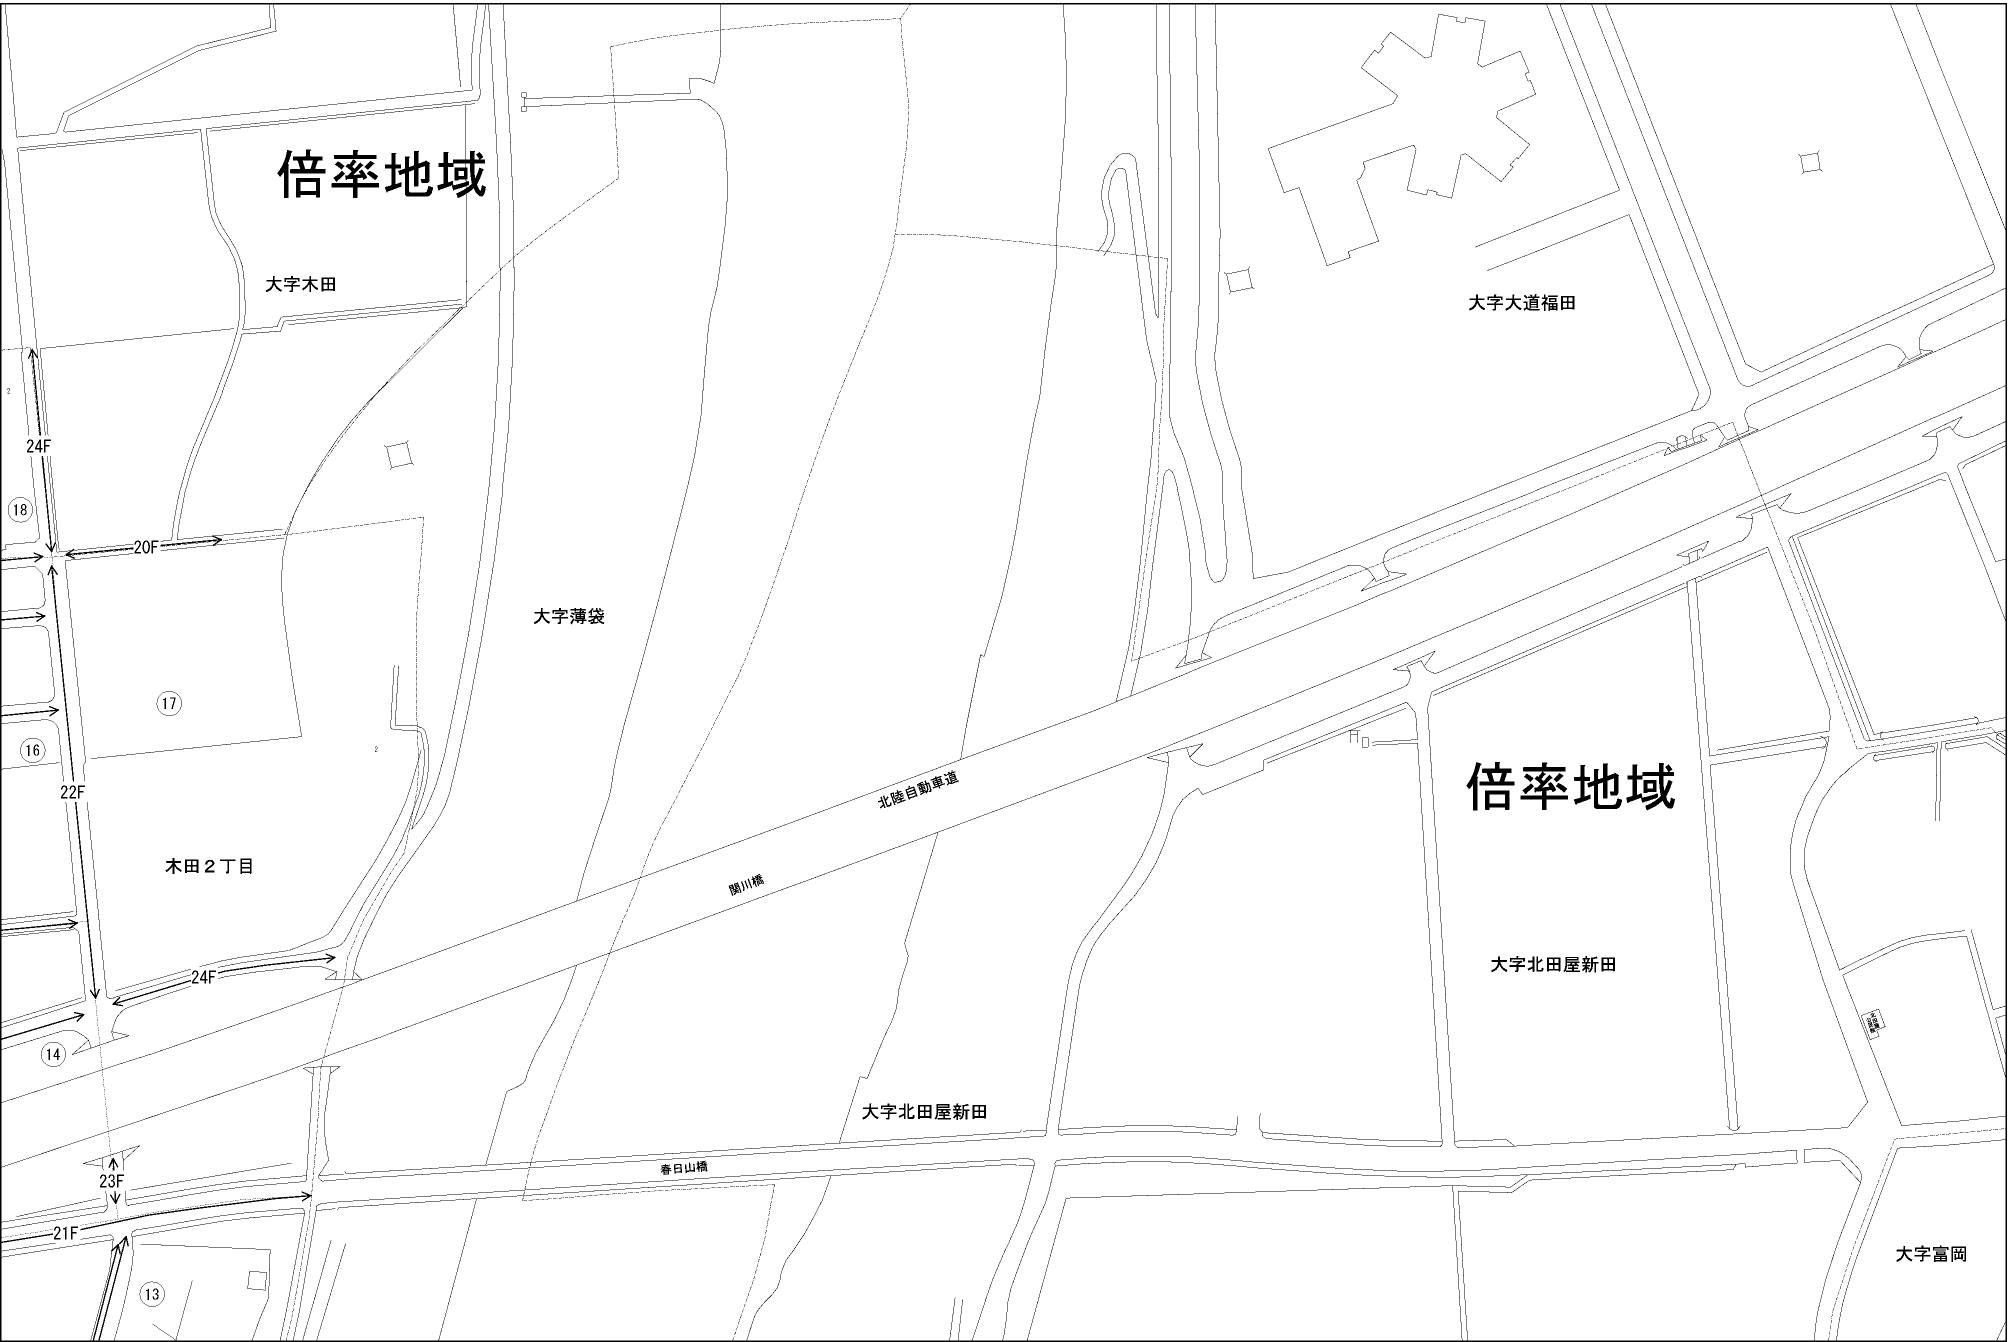 倍率地域
大字木田
大字大道福田
2
24F
18
20F
大字薄袋
17
16
2
22F
北陸自動車道
倍率地域
木田2丁目
関川橋
24F
大字北田屋新田
14
大字北田屋新田
春日山橋
23F
21F
大字富岡
13